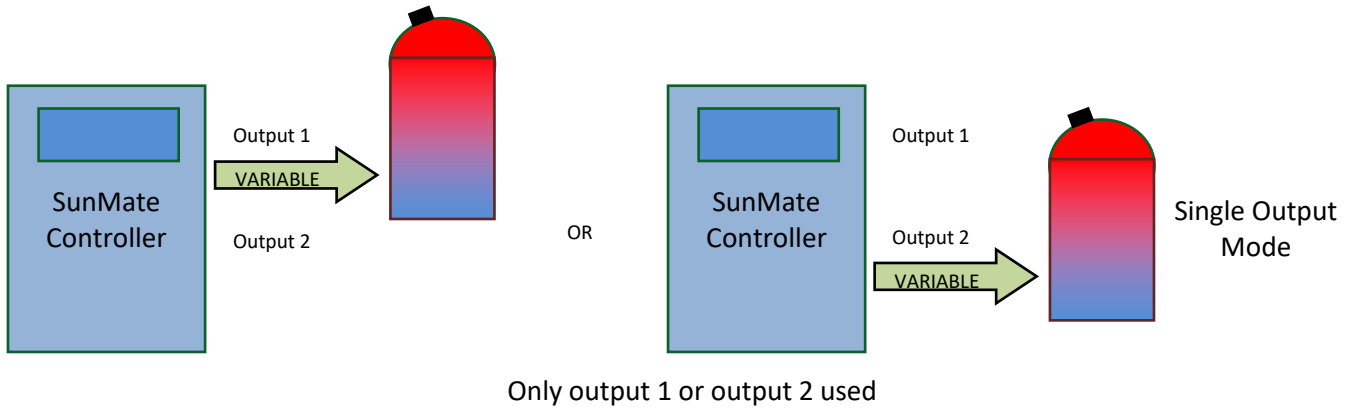 Output 1
VARIABLE
SunMate
Controller
Output 2
OR
Output 1
SunMate
Controller
Output 2
VARIABLE
Single Output
Mode
Only output 1 or output 2 used